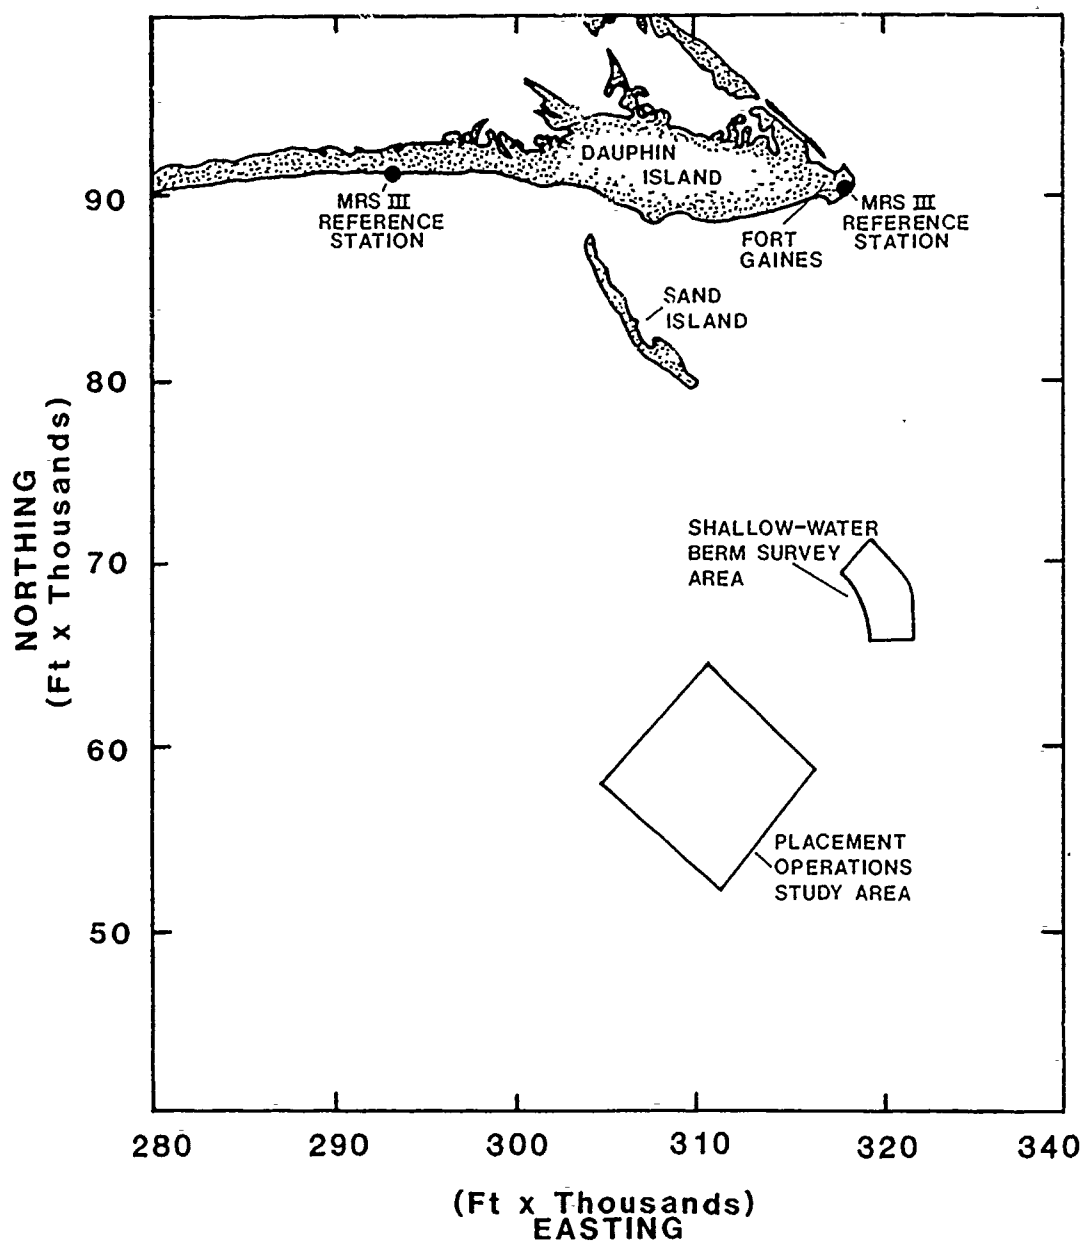 DAUPHIN
ISLAND
90
MRS III
REFERENCE
STATION
MRS III
REFERENCE
STATION
FORT
GAINES
SAND
ISLAND
80
NORTHING
(Ft x Thousands)
SHALLOW-WATER
BERM SURVEY
AREA
70
60
PLACEMENT
OPERATIONS
STUDY AREA
50
280 290 300 310 320 340
(Ft x Thousands)
EASTING